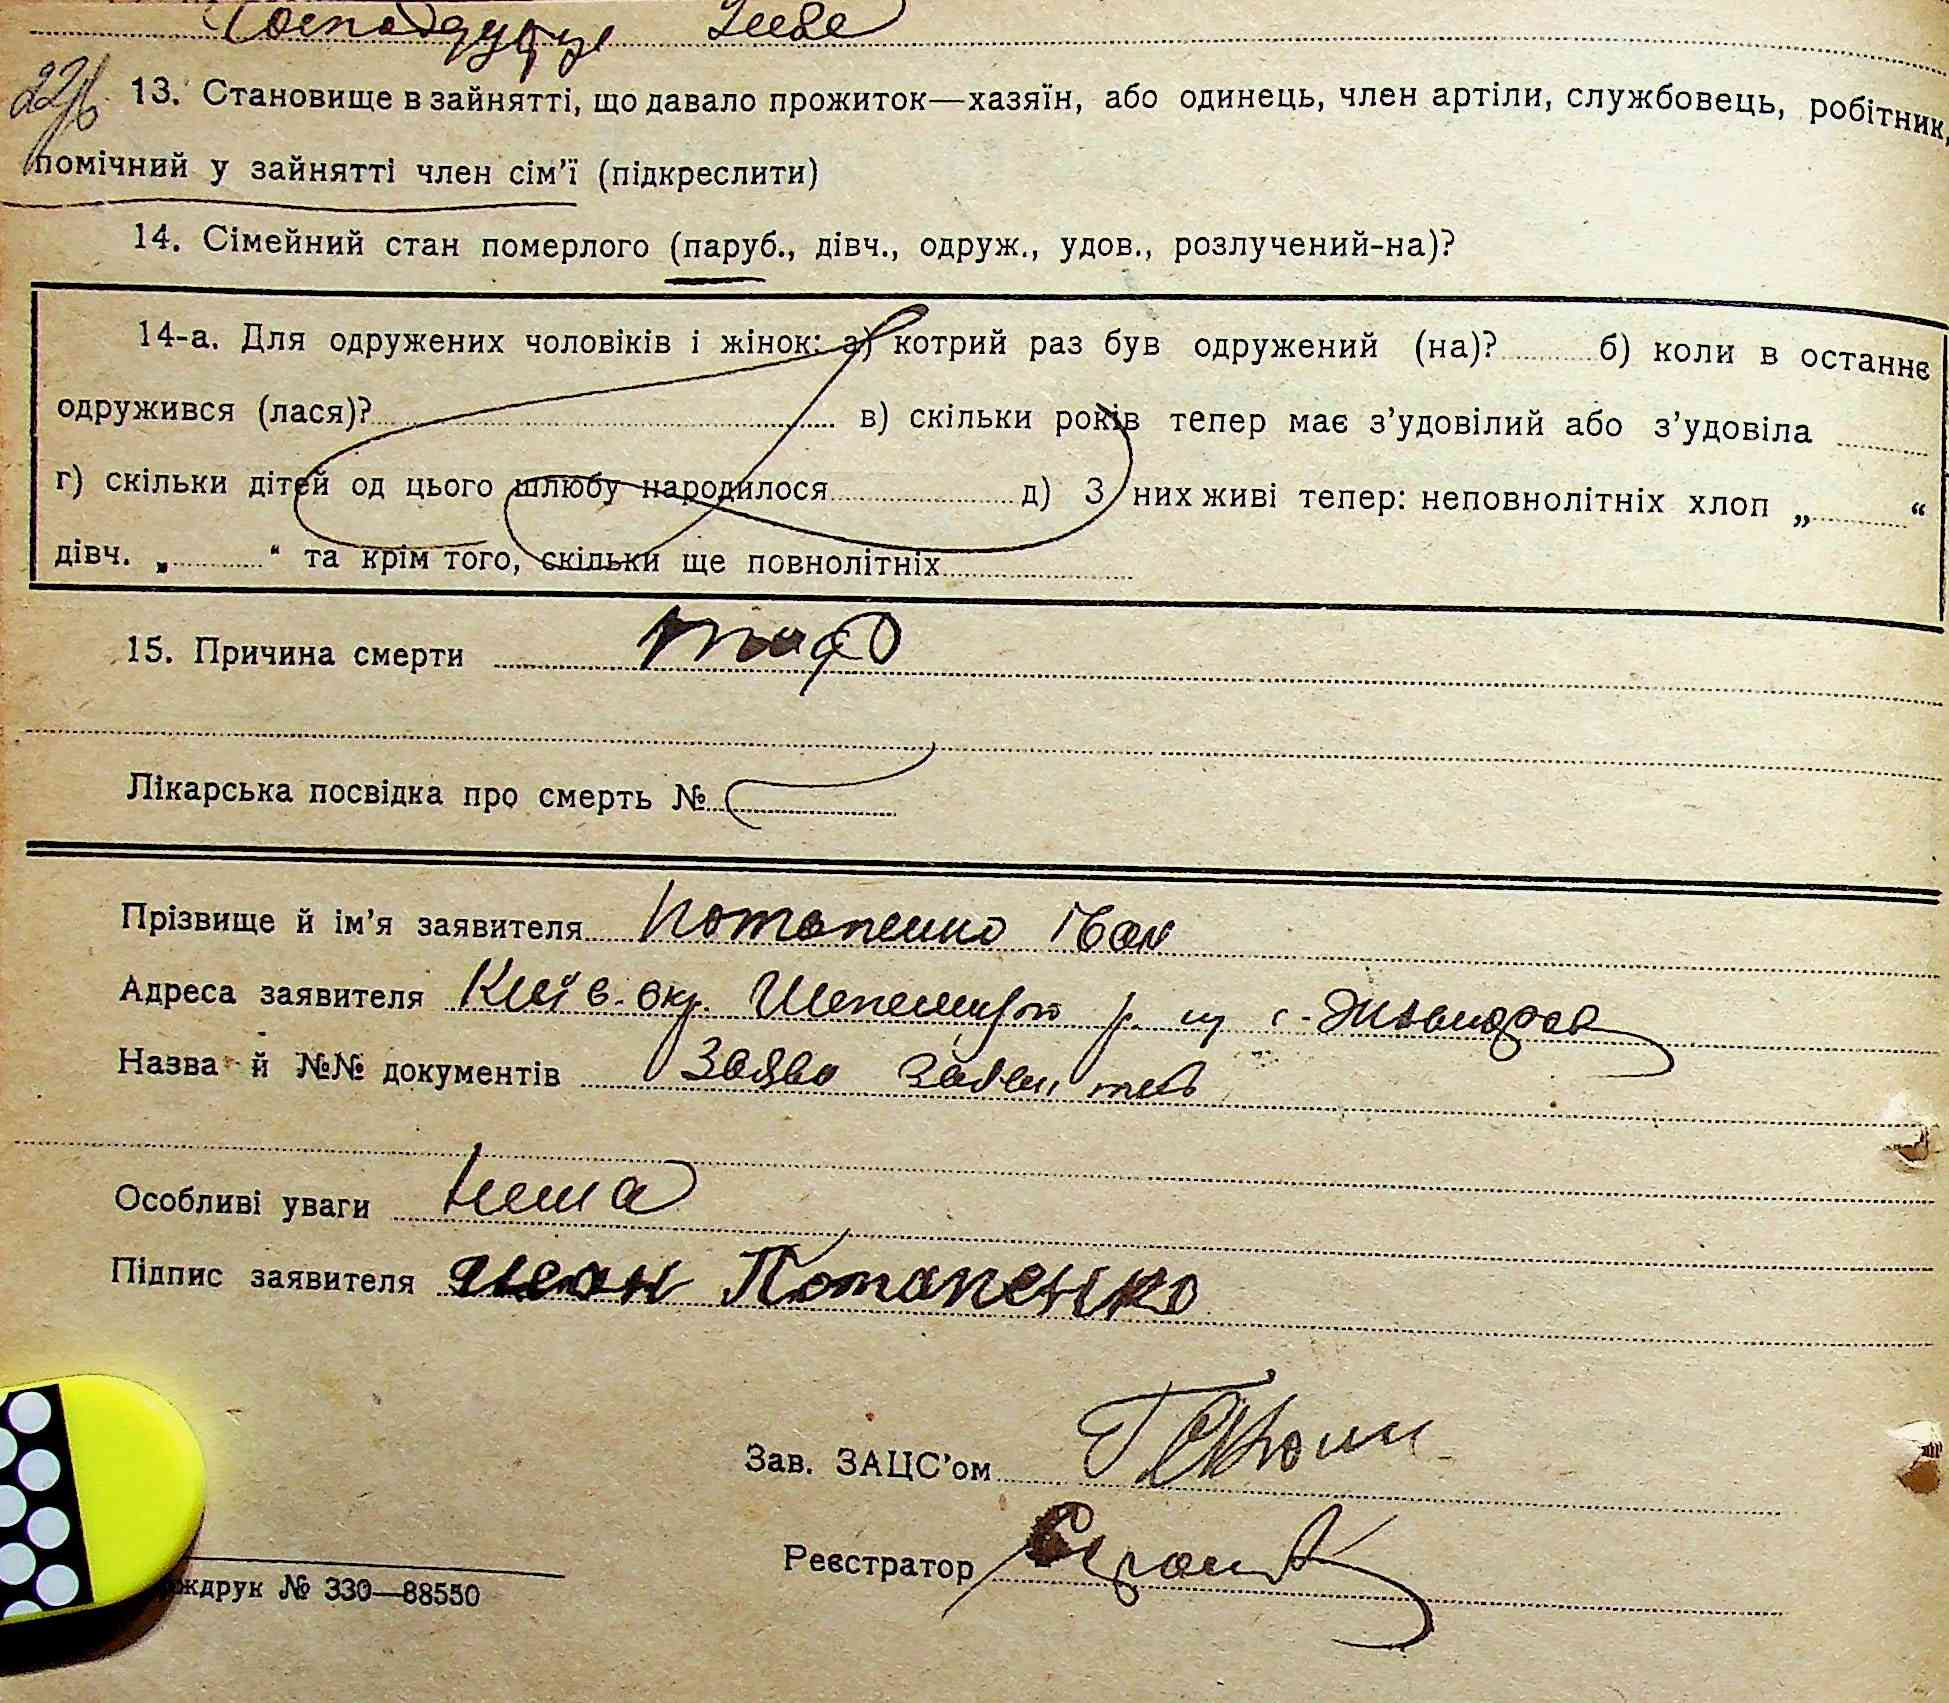 22/б
13. Становище в зайнятті, що давало прожиток—хазяїн, або одинець, член артіли, службовець, робітник,
помічний у зайнятті член сім’ї (підкреслити)
14. Сімейний стан померлого (паруб., дівч., одруж., удов., розлучений-на)?
14-а. Для одружених чоловіків і жінок: а) котрий раз був одружений (на)? б) коли в останнє
одружився (лася)? в) скільки років тепер має з’удовілий або з’удовіла
г) скільки дітей од цього шлюбу народилося д) З них живі тепер: неповнолітніх хлоп „ “
дівч. „ “ та крім того, скільки ще повнолітніх
15. Причина смерти тиф
Лікарська посвідка про смерть №
Прізвище й ім’я заявителя Потапенко Іван
Адреса заявителя Київ. окр. р. с.
Назва й №№ документів Заява
Особливі уваги нема
Підпис заявителя Иван Потапенко
Зав. ЗАЦС’ом
Реєстратор
ждрук № 330—88550